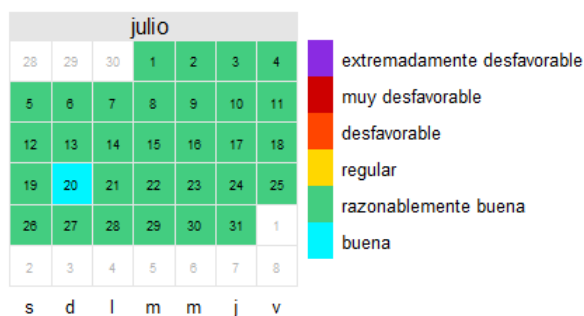 julio
28 29 30 1 2 3 4
5 6 7 8 9 10 11
12 13 14 15 16 17 18
19 20 21 22 23 24 25
26 27 28 29 30 31 1
2 3 4 5 6 7 8
s d l m m j v
extremadamente desfavorable
muy desfavorable
desfavorable
regular
razonablemente buena
buena